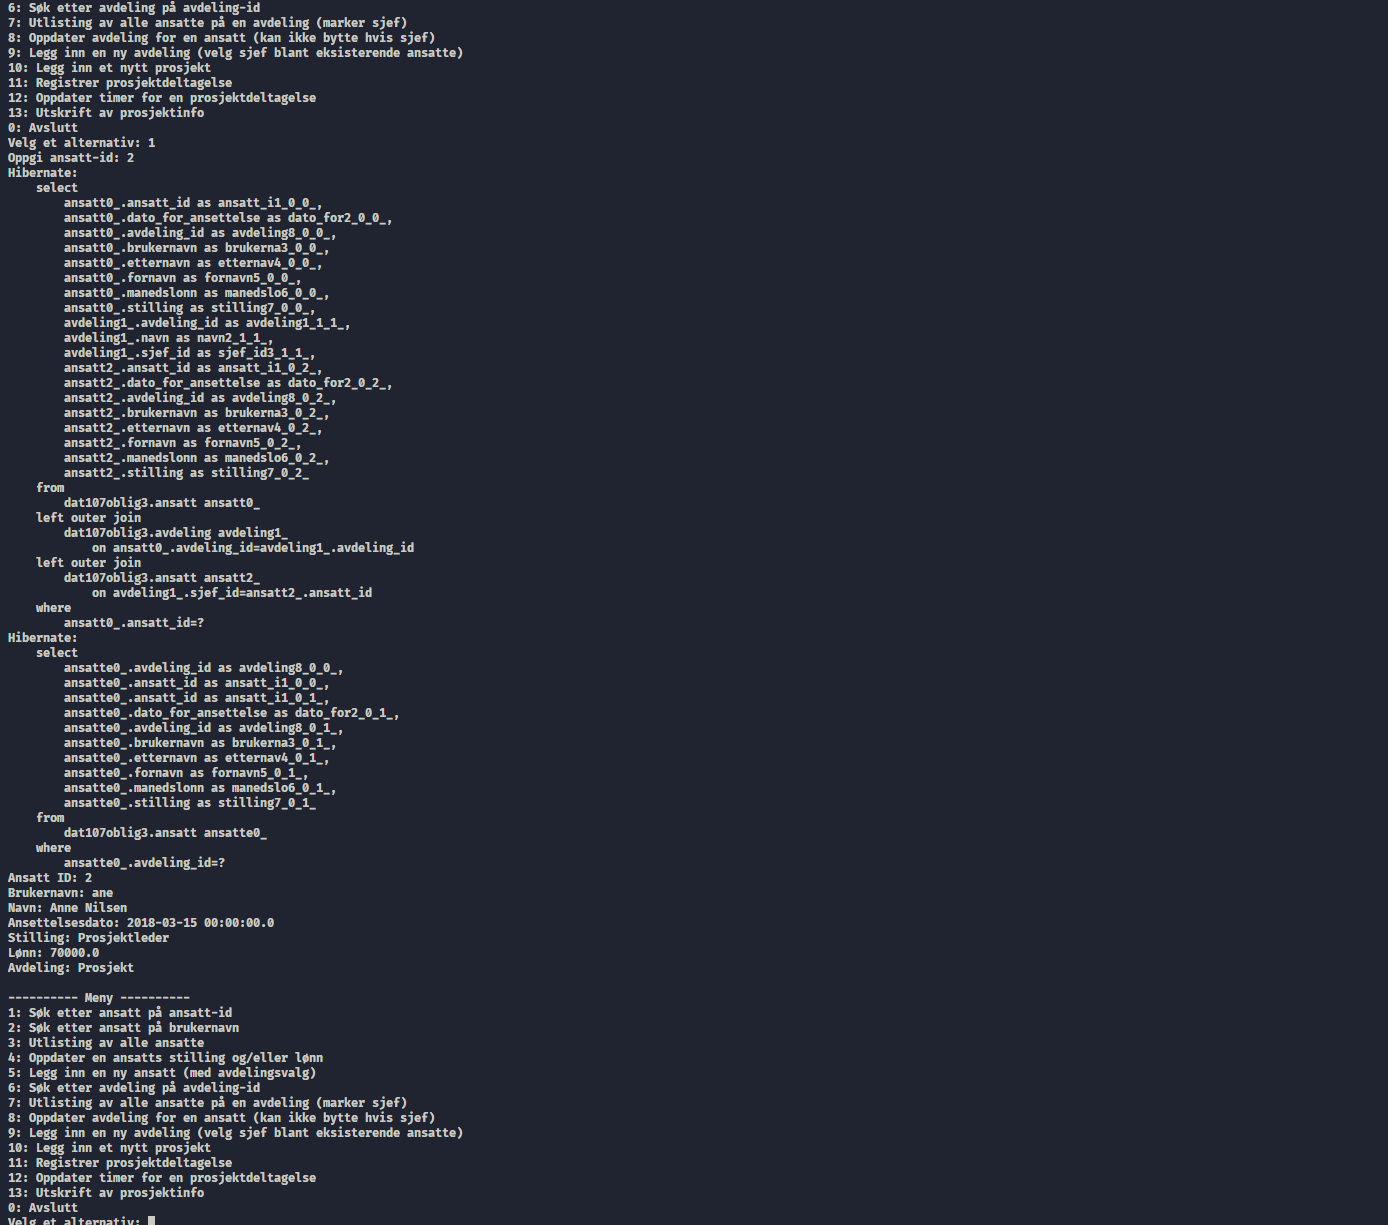 6: Søk etter avdeling på avdeling-id
7: Utlisting av alle ansatte på en avdeling (marker sjef)
8: Oppdater avdeling for en ansatt (kan ikke bytte hvis sjef)
9: Legg inn en ny avdeling (velg sjef blant eksisterende ansatte)
10: Legg inn et nytt prosjekt
11: Registrer prosjektdeltagelse
12: Oppdater timer for en prosjektdeltagelse
13: Utskrift av prosjektinfo
0: Avslutt
Velg et alternativ: 1
Oppgi ansatt-id: 2
Hibernate:
    select
        ansatt0_.ansatt_id as ansatt_i1_0_0_,
        ansatt0_.dato_for_ansettelse as dato_for2_0_0_,
        ansatt0_.avdeling_id as avdeling8_0_0_,
        ansatt0_.brukernavn as brukerna3_0_0_,
        ansatt0_.etternavn as etternav4_0_0_,
        ansatt0_.fornavn as fornavn5_0_0_,
        ansatt0_.manedslonn as manedslo6_0_0_,
        ansatt0_.stilling as stilling7_0_0_,
        avdeling1_.avdeling_id as avdeling1_1_1_,
        avdeling1_.navn as navn2_1_1_,
        avdeling1_.sjef_id as sjef_id3_1_1_,
        ansatt2_.ansatt_id as ansatt_i1_0_2_,
        ansatt2_.dato_for_ansettelse as dato_for2_0_2_,
        ansatt2_.avdeling_id as avdeling8_0_2_,
        ansatt2_.brukernavn as brukerna3_0_2_,
        ansatt2_.etternavn as etternav4_0_2_,
        ansatt2_.fornavn as fornavn5_0_2_,
        ansatt2_.manedslonn as manedslo6_0_2_,
        ansatt2_.stilling as stilling7_0_2_
    from
        dat107oblig3.ansatt ansatt0_
    left outer join
        dat107oblig3.avdeling avdeling1_
            on ansatt0_.avdeling_id=avdeling1_.avdeling_id
    left outer join
        dat107oblig3.ansatt ansatt2_
            on avdeling1_.sjef_id=ansatt2_.ansatt_id
    where
        ansatt0_.ansatt_id=?
Hibernate:
    select
        ansatte0_.avdeling_id as avdeling8_0_0_,
        ansatte0_.ansatt_id as ansatt_i1_0_0_,
        ansatte0_.ansatt_id as ansatt_i1_0_1_,
        ansatte0_.dato_for_ansettelse as dato_for2_0_1_,
        ansatte0_.avdeling_id as avdeling8_0_1_,
        ansatte0_.brukernavn as brukerna3_0_1_,
        ansatte0_.etternavn as etternav4_0_1_,
        ansatte0_.fornavn as fornavn5_0_1_,
        ansatte0_.manedslonn as manedslo6_0_1_,
        ansatte0_.stilling as stilling7_0_1_
    from
        dat107oblig3.ansatt ansatte0_
    where
        ansatte0_.avdeling_id=?
Ansatt ID: 2
Brukernavn: ane
Navn: Anne Nilsen
Ansettelsesdato: 2018-03-15 00:00:00.0
Stilling: Prosjektleder
Lønn: 70000.0
Avdeling: Prosjekt

---------- Meny ----------
1: Søk etter ansatt på ansatt-id
2: Søk etter ansatt på brukernavn
3: Utlisting av alle ansatte
4: Oppdater en ansatts stilling og/eller lønn
5: Legg inn en ny ansatt (med avdelingsvalg)
6: Søk etter avdeling på avdeling-id
7: Utlisting av alle ansatte på en avdeling (marker sjef)
8: Oppdater avdeling for en ansatt (kan ikke bytte hvis sjef)
9: Legg inn en ny avdeling (velg sjef blant eksisterende ansatte)
10: Legg inn et nytt prosjekt
11: Registrer prosjektdeltagelse
12: Oppdater timer for en prosjektdeltagelse
13: Utskrift av prosjektinfo
0: Avslutt
Velg et alternativ: